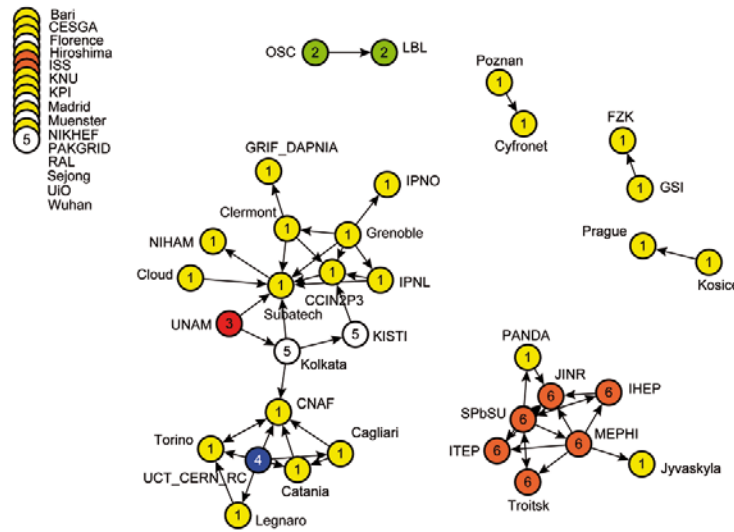 Bari
CESGA
Florence
Hiroshima
ISS
KNU
KPI
Madrid
Muenster
NIKHEF
5
PAKGRID
RAL
Sejong
UiO
Wuhan
OSC 2 2 LBL
Poznan
1
1
Cyfronet
FZK
1
1
GSI
Prague
1
1
Kosice
GRIF_DAPNIA
1
1 IPNO
Clermont
1
1 Grenoble
NIHAM 1
Cloud 1
1
1
1 IPNL
CCIN2P3
Subatech
UNAM 3
5 KISTI
5
Kolkata
PANDA
1
JINR
6
6 IHEP
SPbSU 6
MEPHI
6
ITEP 6
1
Jyvaskyla
6
Troitsk
CNAF
1
Torino
1
Cagliari
1
4
UCT_CERN_RC
1
Catania
1
Legnaro